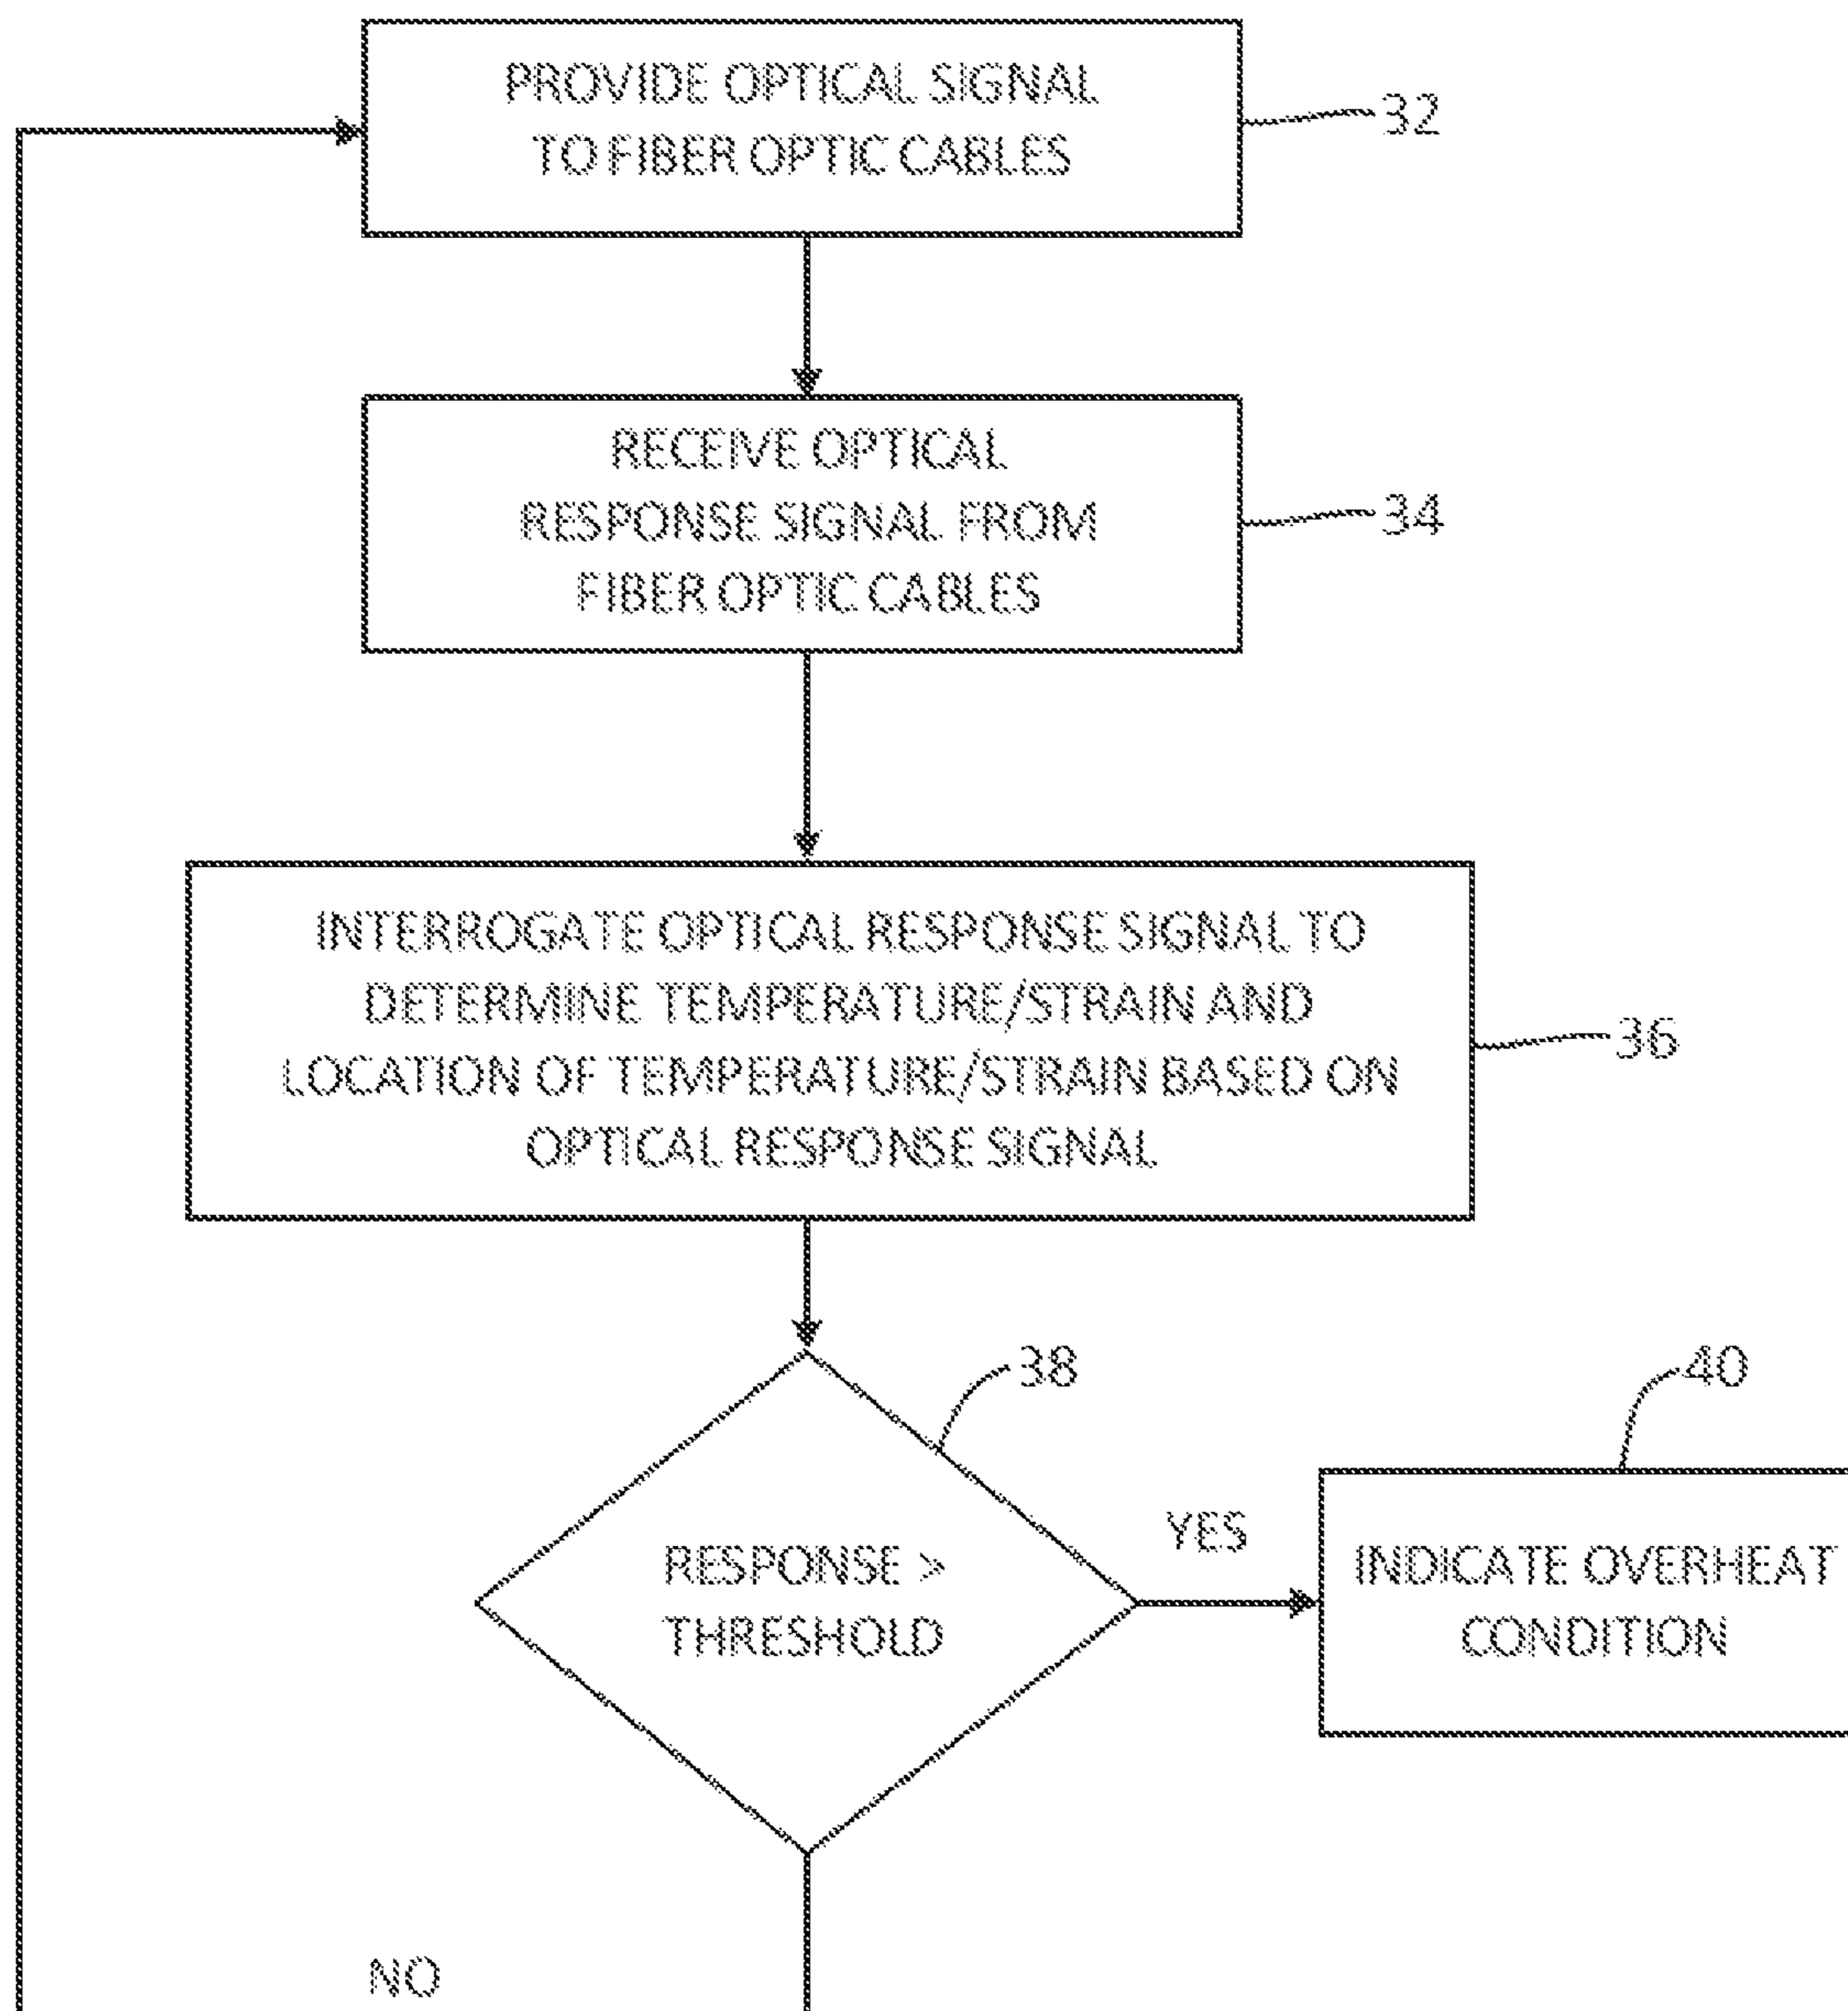 PROVIDE OPTICAL SIGNAL
TO FIBER OPTIC CABLES
32
RECEIVE OPTICAL
RESPONSE SIGNAL FROM
FIBER OPTIC CABLES
34
INTERROGATE OPTICAL RESPONSE SIGNAL TO
DETERMINE TEMPERATURE/STRAIN AND
LOCATION OF TEMPERATURE/STRAIN BASED ON
OPTICAL RESPONSE SIGNAL
36
38
40
RESPONSE >
THRESHOLD
YES
INDICATE OVERHEAT
CONDITION
NO